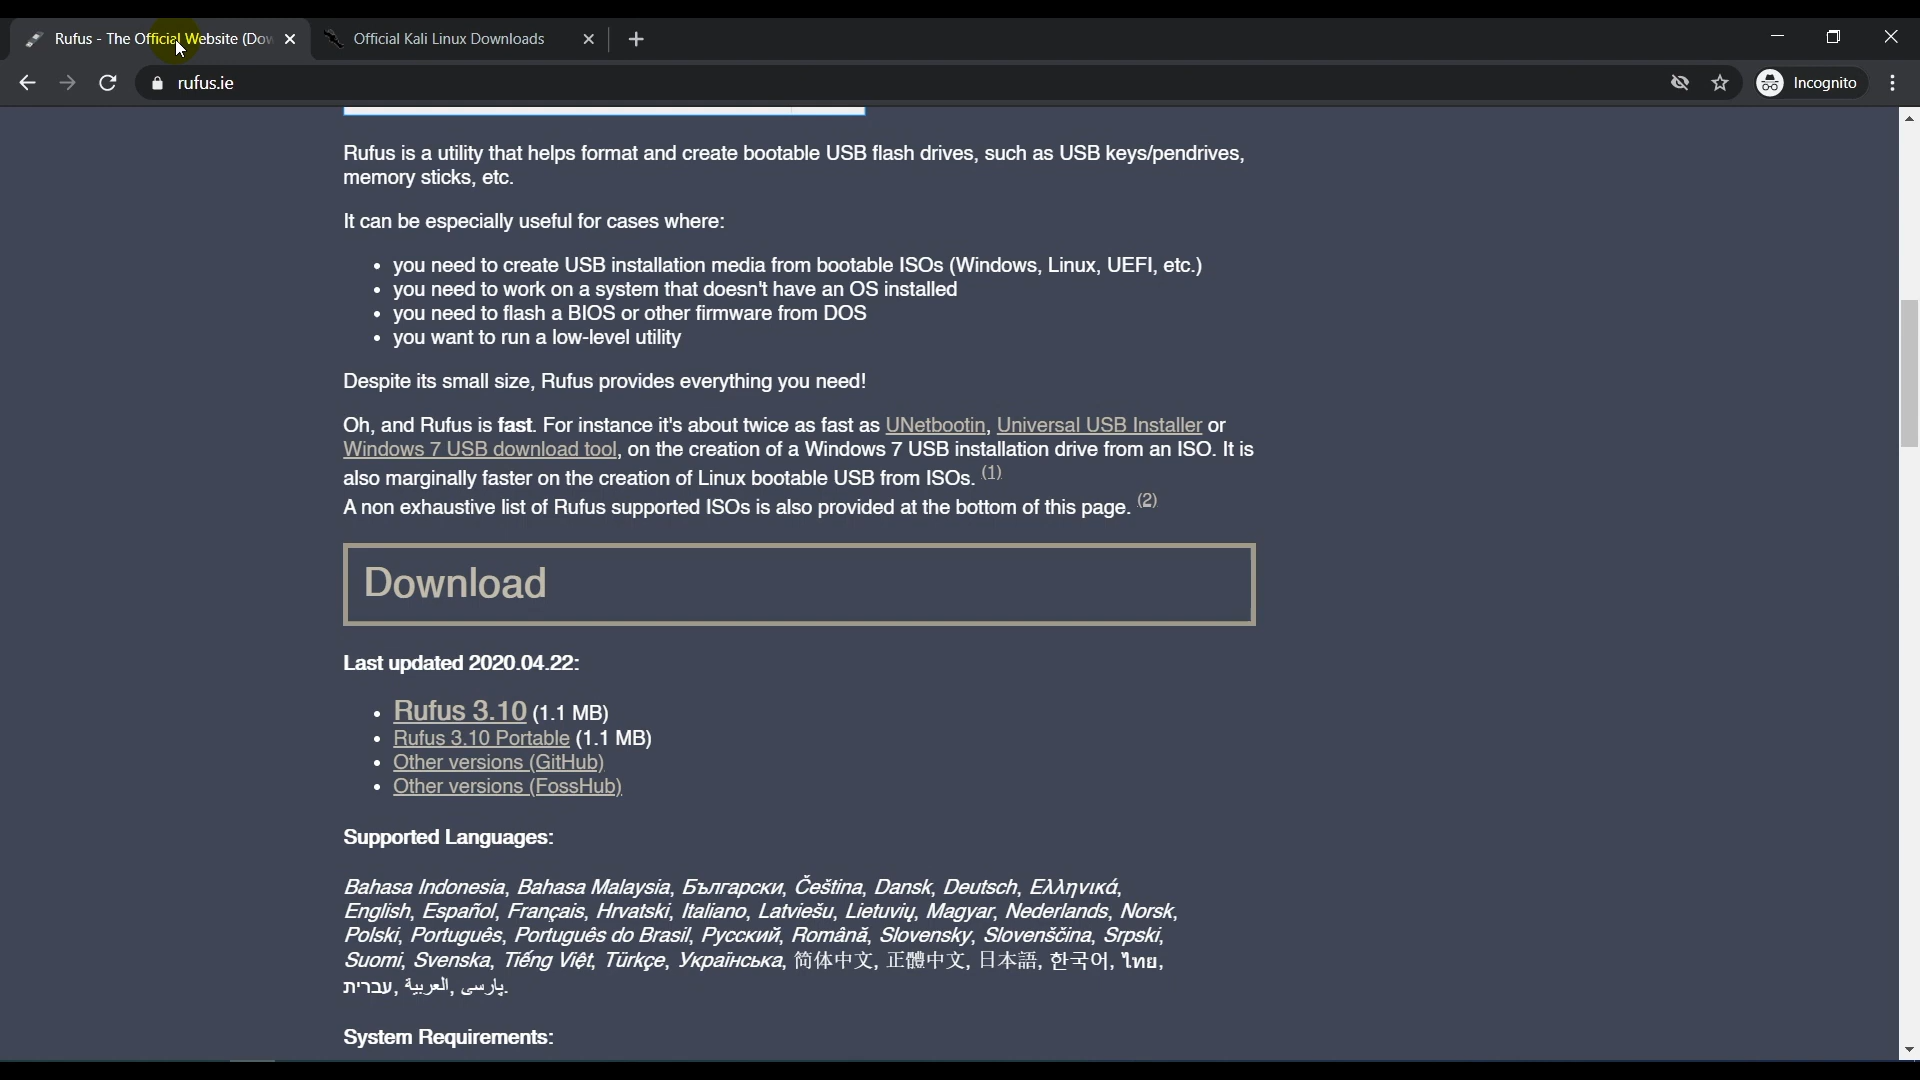 Rufus - The Official Website (Dow
Official Kali Linux Downloads
rufus.ie
Incognito
Rufus is a utility that helps format and create bootable USB flash drives, such as USB keys/pendrives,
memory sticks, etc.
It can be especially useful for cases where:
• you need to create USB installation media from bootable ISOs (Windows, Linux, UEFI, etc.)
• you need to work on a system that doesn't have an OS installed
• you need to flash a BIOS or other firmware from DOS
• you want to run a low-level utility
Despite its small size, Rufus provides everything you need!
Oh, and Rufus is fast. For instance it's about twice as fast as UNetbootin, Universal USB Installer or
Windows 7 USB download tool, on the creation of a Windows 7 USB installation drive from an ISO. It is
also marginally faster on the creation of Linux bootable USB from ISOs. (1)
A non exhaustive list of Rufus supported ISOs is also provided at the bottom of this page. (2)
Download
Last updated 2020.04.22:
• Rufus 3.10 (1.1 MB)
• Rufus 3.10 Portable (1.1 MB)
• Other versions (GitHub)
• Other versions (FossHub)
Supported Languages:
Bahasa Indonesia, Bahasa Malaysia, Български, Čeština, Dansk, Deutsch, Ελληνικά,
English, Español, Français, Hrvatski, Italiano, Latviešu, Lietuvių, Magyar, Nederlands, Norsk,
Polski, Português, Português do Brasil, Русский, Română, Slovensky, Slovenščina, Srpski,
Suomi, Svenska, Tiếng Việt, Türkçe, Українська, 简体中文, 正體中文, 日本語, 한국어, ไทย,
עברית, العربية, پارسی.
System Requirements: